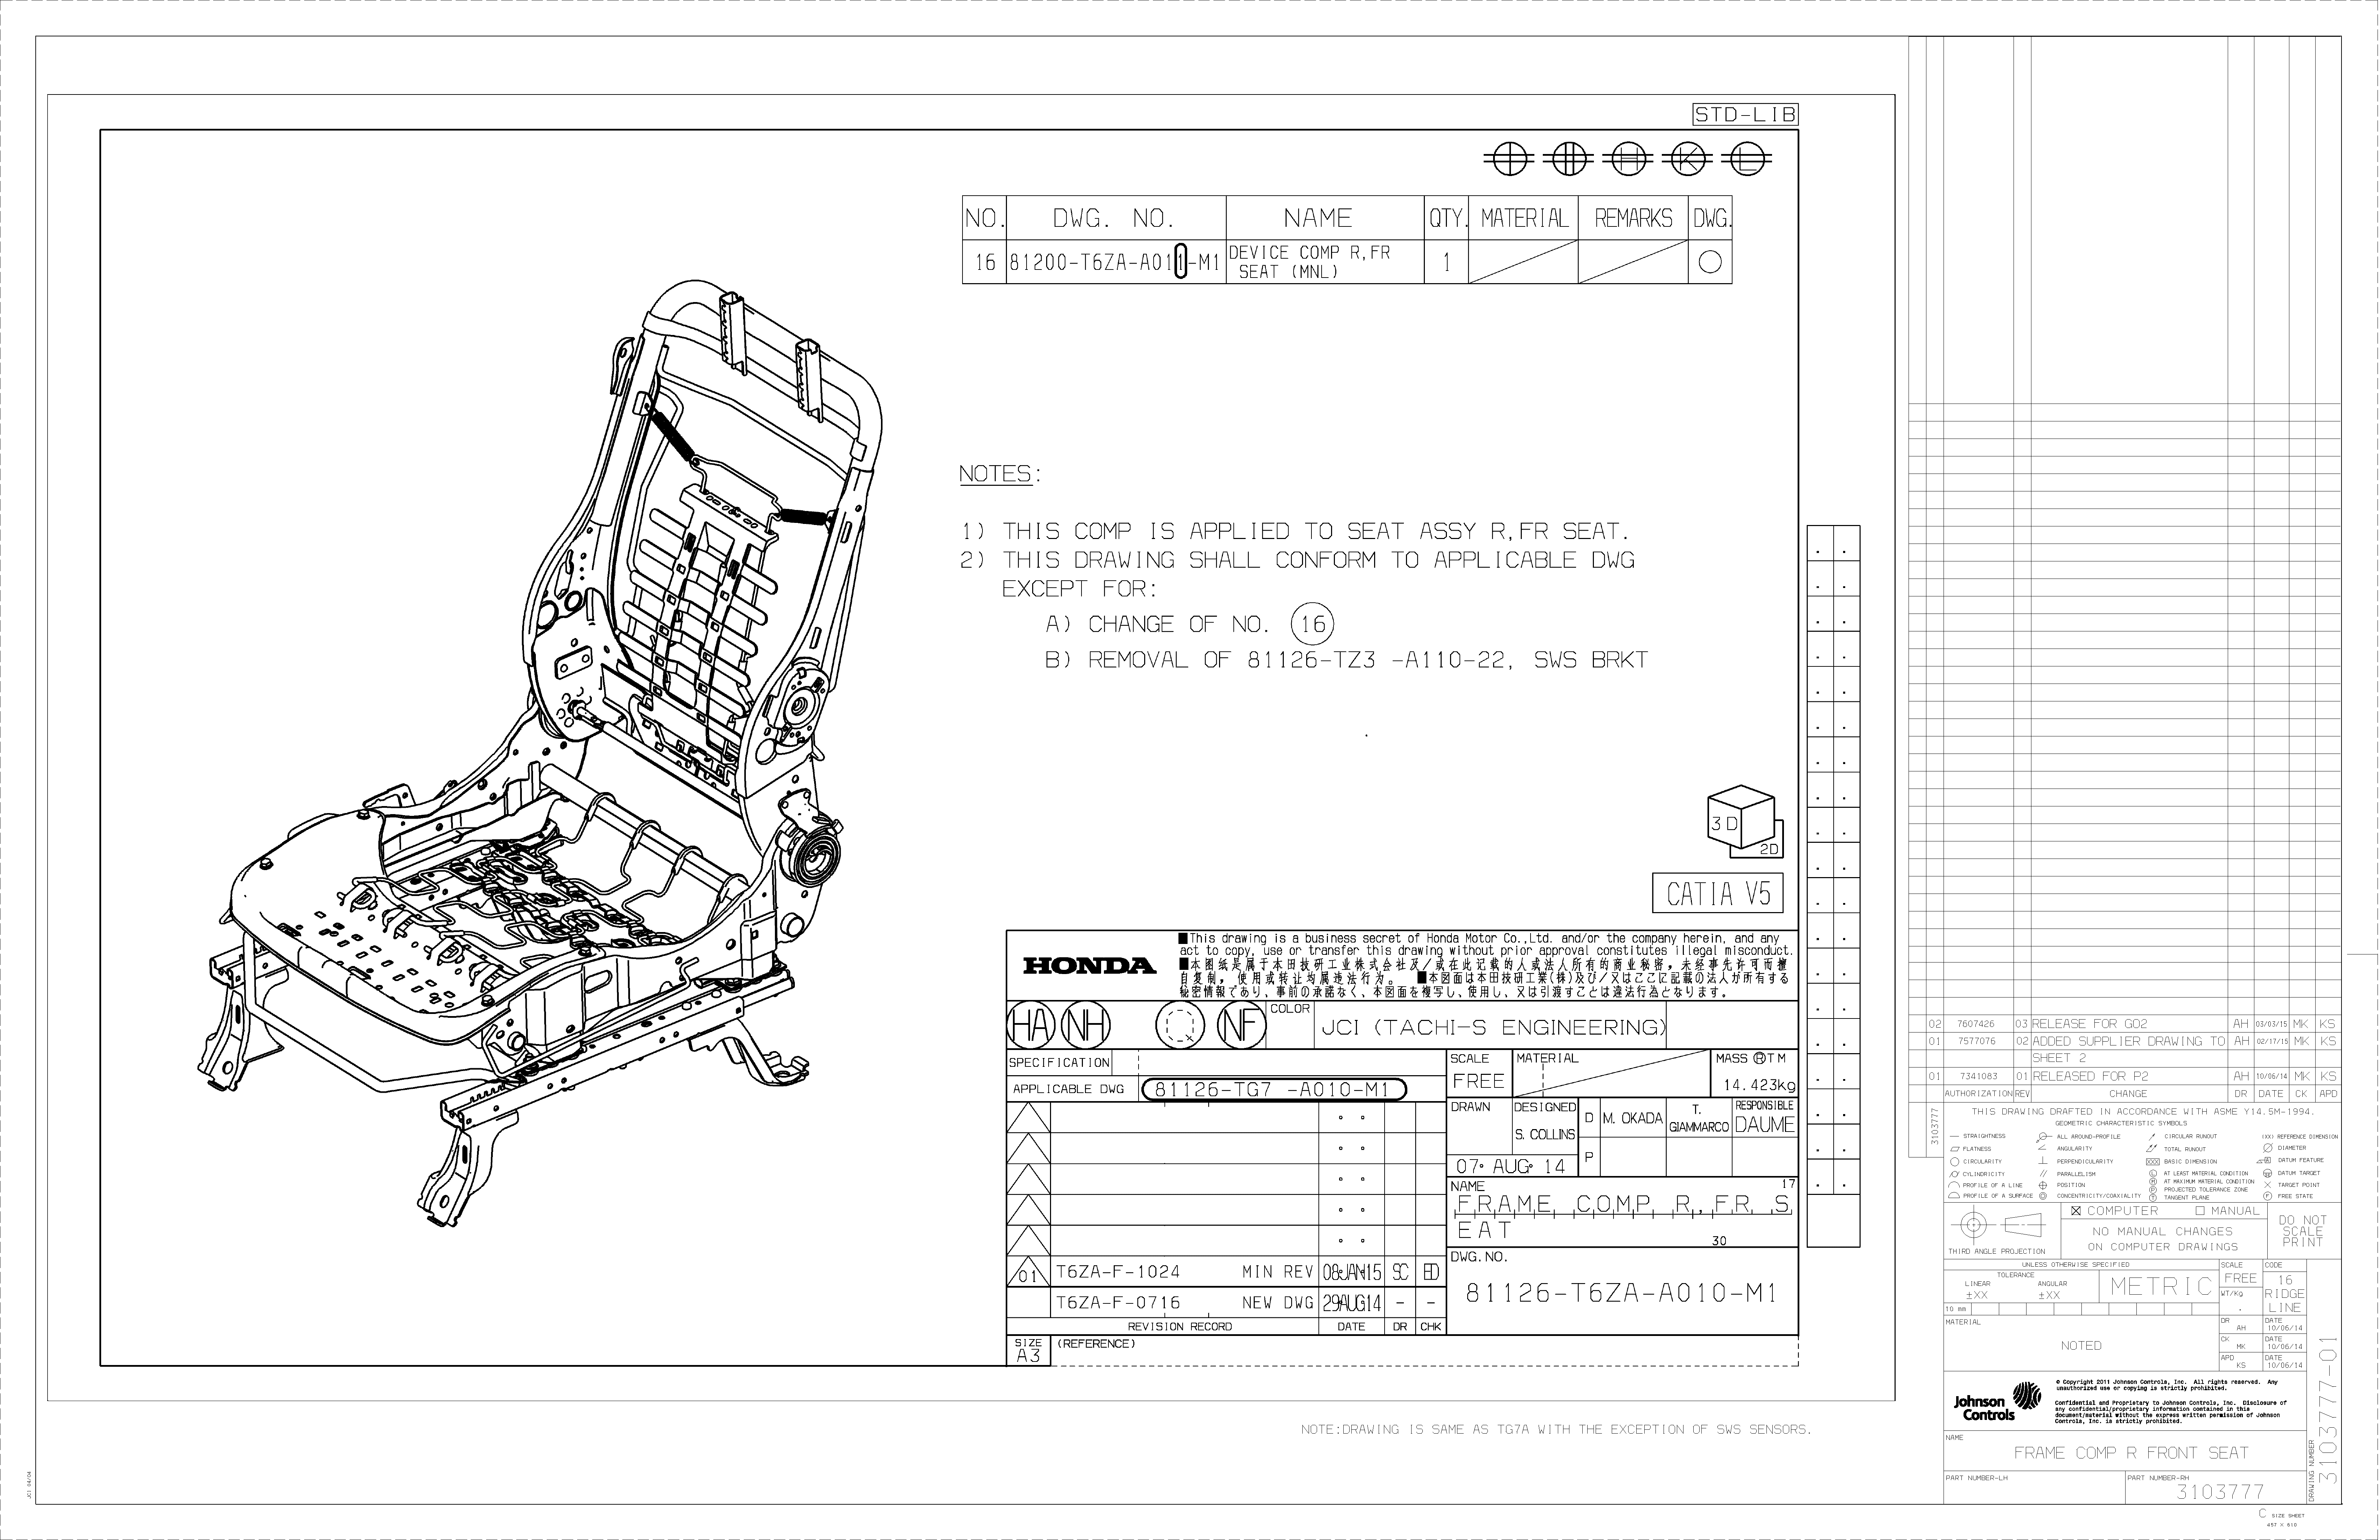 STD-LIB
H K L
NO. DWG. NO. NAME QTY. MATERIAL REMARKS DWG.
16 81200-T6ZA-A011-M1 DEVICE COMP R,FR 1
SEAT (MNL)
NOTES:
1) THIS COMP IS APPLIED TO SEAT ASSY R,FR SEAT.
2) THIS DRAWING SHALL CONFORM TO APPLICABLE DWG
EXCEPT FOR:
A) CHANGE OF NO. 16
B) REMOVAL OF 81126-TZ3 -A110-22, SWS BRKT
3D
2D
CATIA V5
HONDA
■This drawing is a business secret of Honda Motor Co.,Ltd. and/or the company herein, and any
act to copy, use or transfer this drawing without prior approval constitutes illegal misconduct.
■本图纸是属于本田技研工业株式会社及/或在此记载的人或法人所有的商业秘密，未经事先许可而擅
自复制，使用或转让均属违法行为。 ■本図面は本田技研工業(株)及び/又はここに記載の法人が所有する
秘密情報であり、事前の承諾なく、本図面を複写し、使用し、又は引渡すことは違法行為となります。
HA NH Q NF COLOR JCI (TACHI-S ENGINEERING)
SPECIFICATION
APPLICABLE DWG 81126-TG7 -A010-M1
SCALE MATERIAL MASS ⓇTM
FREE 14.423kg
DRAWN DESIGNED D M. OKADA T. GIAMMARCO RESPONSIBLE
S. COLLINS DAUME
07 AUG 14 P
NAME 17
FRAME COMP R,FR S
EAT
30
DWG.NO.
81126-T6ZA-A010-M1
01 T6ZA-F-1024 MIN REV 08JAN15 SC ED
T6ZA-F-0716 NEW DWG 29AUG14 - -
REVISION RECORD DATE DR CHK
SIZE (REFERENCE)
A3
NOTE:DRAWING IS SAME AS TG7A WITH THE EXCEPTION OF SWS SENSORS.
JCI 04/04
02 7607426 03 RELEASE FOR G02 AH 03/03/15 MK KS
01 7577076 02 ADDED SUPPLIER DRAWING TO AH 02/17/15 MK KS
SHEET 2
01 7341083 01 RELEASED FOR P2 AH 10/06/14 MK KS
AUTHORIZATION REV CHANGE DR DATE CK APD
3103777
THIS DRAWING DRAFTED IN ACCORDANCE WITH ASME Y14.5M-1994.
GEOMETRIC CHARACTERISTIC SYMBOLS
STRAIGHTNESS ALL AROUND-PROFILE CIRCULAR RUNOUT (XX) REFERENCE DIMENSION
FLATNESS ANGULARITY TOTAL RUNOUT DIAMETER
CIRCULARITY PERPENDICULARITY XXX BASIC DIMENSION A DATUM FEATURE
CYLINDRICITY PARALLELISM L AT LEAST MATERIAL CONDITION DATUM TARGET
PROFILE OF A LINE POSITION M AT MAXIMUM MATERIAL CONDITION TARGET POINT
P PROJECTED TOLERANCE ZONE
PROFILE OF A SURFACE CONCENTRICITY/COAXIALITY T TANGENT PLANE F FREE STATE
THIRD ANGLE PROJECTION
☒ COMPUTER ☐ MANUAL
NO MANUAL CHANGES
ON COMPUTER DRAWINGS
DO NOT
SCALE
PRINT
UNLESS OTHERWISE SPECIFIED
TOLERANCE
LINEAR ANGULAR
±XX ±XX
METRIC
SCALE CODE
FREE 16
WT/Kg RIDGE
LINE
10 mm
MATERIAL
NOTED
DR DATE
AH 10/06/14
CK DATE
MK 10/06/14
APD DATE
KS 10/06/14
Johnson
Controls
© Copyright 2011 Johnson Controls, Inc. All rights reserved. Any
unauthorized use or copying is strictly prohibited.
Confidential and Proprietary to Johnson Controls, Inc. Disclosure of
any confidential/proprietary information contained in this
document/material without the express written permission of Johnson
Controls, Inc. is strictly prohibited.
NAME
FRAME COMP R FRONT SEAT
PART NUMBER-LH PART NUMBER-RH
3103777
DRAWING NUMBER 3103777-01
C SIZE SHEET
457 X 610